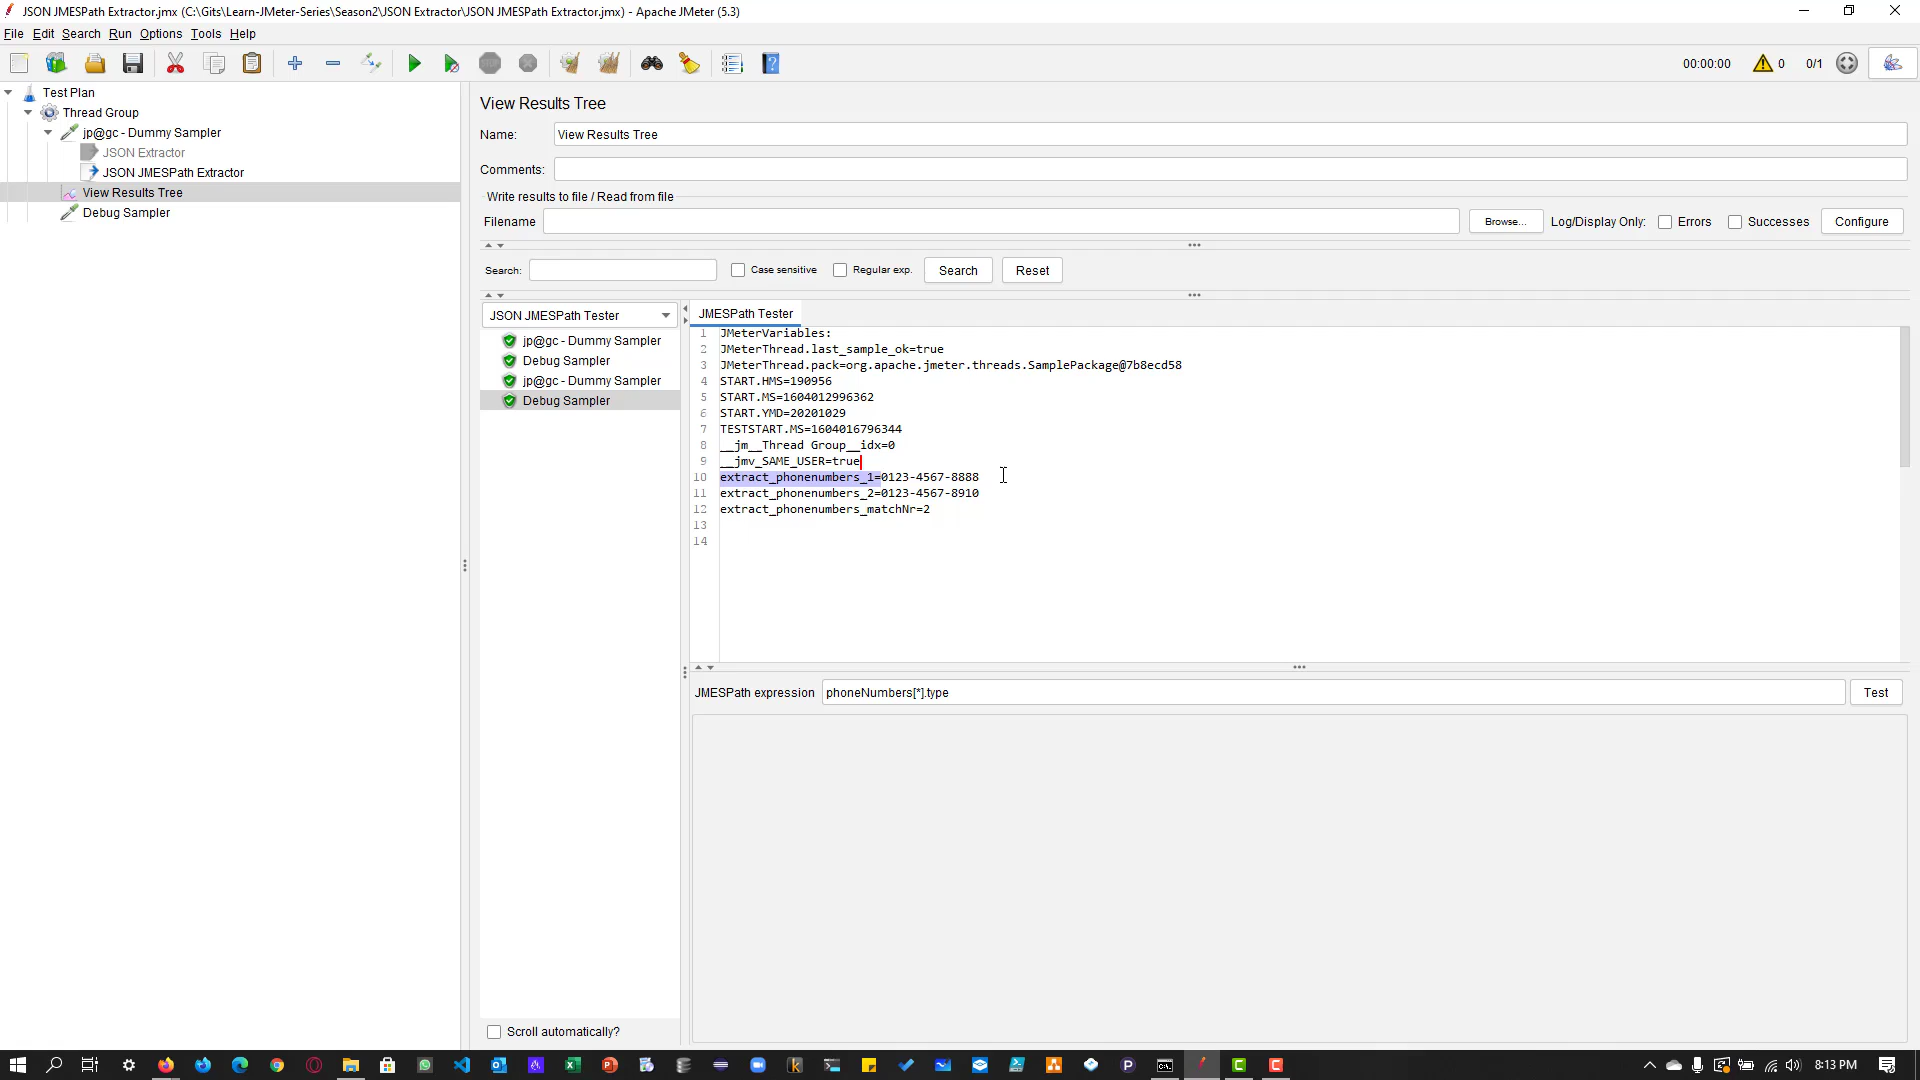 JSON JMESPath Extractor.jmx (C:\Gits\Learn-JMeter-Series\Season2\JSON Extractor\JSON JMESPath Extractor.jmx) - Apache JMeter (5.3)
File Edit Search Run Options Tools Help
00:00:00 0 0/1
Test Plan
Thread Group
jp@gc - Dummy Sampler
JSON Extractor
JSON JMESPath Extractor
View Results Tree
Debug Sampler
View Results Tree
Name: View Results Tree
Comments:
Write results to file / Read from file
Filename Browse... Log/Display Only: Errors Successes Configure
Search: Case sensitive Regular exp. Search Reset
JSON JMESPath Tester
jp@gc - Dummy Sampler
Debug Sampler
jp@gc - Dummy Sampler
Debug Sampler
Scroll automatically?
JMESPath Tester
1 JMeterVariables:
2 JMeterThread.last_sample_ok=true
3 JMeterThread.pack=org.apache.jmeter.threads.SamplePackage@7b8ecd58
4 START.HMS=190956
5 START.MS=1604012996362
6 START.YMD=20201029
7 TESTSTART.MS=1604016796344
8 __jm__Thread Group__idx=0
9 __jmv_SAME_USER=true
10 extract_phonenumbers_1=0123-4567-8888
11 extract_phonenumbers_2=0123-4567-8910
12 extract_phonenumbers_matchNr=2
13
14
JMESPath expression phoneNumbers[*].type Test
8:13 PM